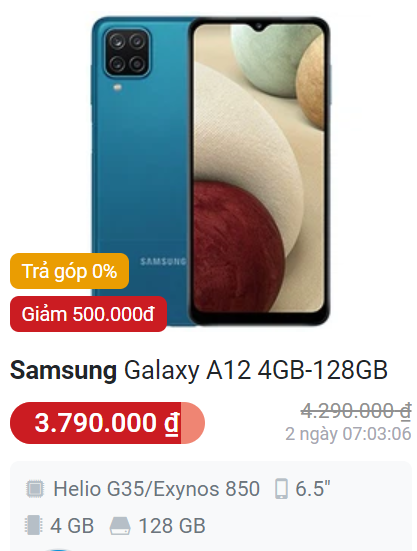 SAMSUNG
Trả góp 0%
Giảm 500.000đ
Samsung Galaxy A12 4GB-128GB
3.790.000 ₫
4.290.000 ₫
2 ngày 07:03:06
Helio G35/Exynos 850 6.5"
4 GB 128 GB